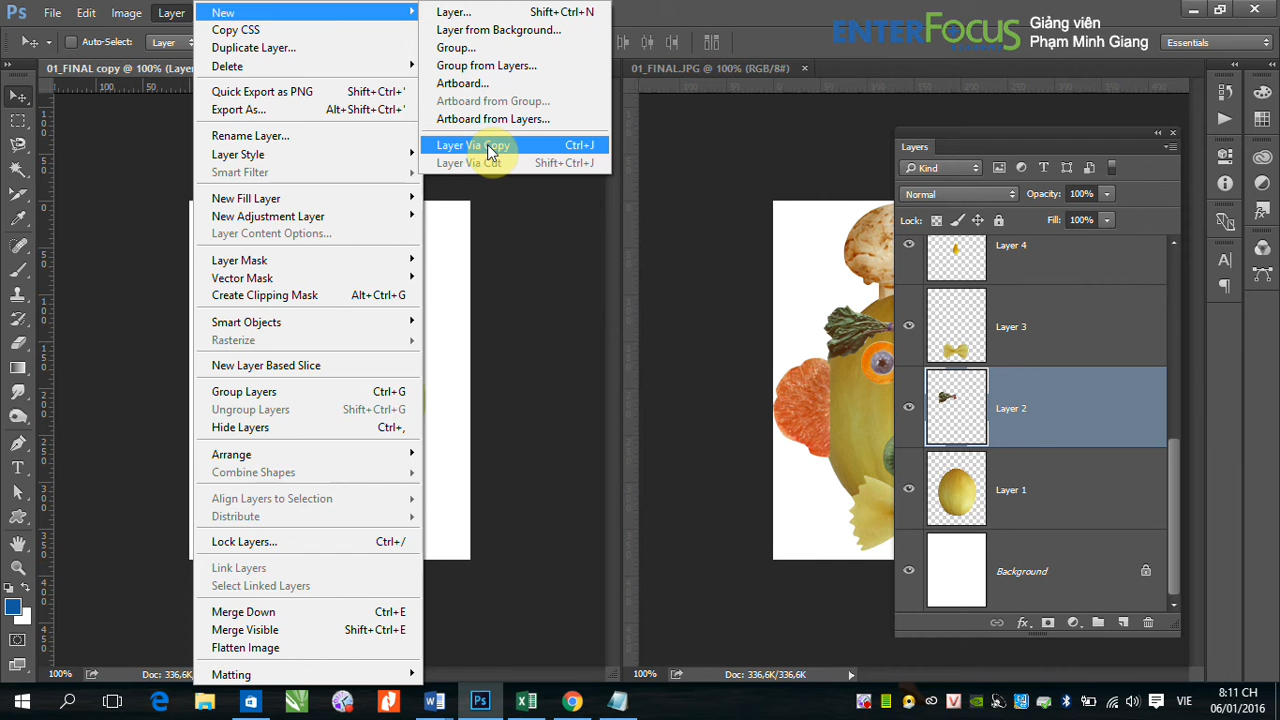 Ps File Edit Image Layer
ENTERFOCUS
Giảng viên
Phạm Minh Giang
Auto-Select: Layer
Essentials
01_FINAL copy @ 100% (Laye
01_FINAL.JPG @ 100% (RGB/8#) ×
New
Copy CSS
Duplicate Layer...
Delete
Quick Export as PNG Shift+Ctrl+'
Export As... Alt+Shift+Ctrl+'
Rename Layer...
Layer Style
Smart Filter
New Fill Layer
New Adjustment Layer
Layer Content Options...
Layer Mask
Vector Mask
Create Clipping Mask Alt+Ctrl+G
Smart Objects
Rasterize
New Layer Based Slice
Group Layers Ctrl+G
Ungroup Layers Shift+Ctrl+G
Hide Layers Ctrl+,
Arrange
Combine Shapes
Align Layers to Selection
Distribute
Lock Layers... Ctrl+/
Link Layers
Select Linked Layers
Merge Down Ctrl+E
Merge Visible Shift+Ctrl+E
Flatten Image
Matting
Layer... Shift+Ctrl+N
Layer from Background...
Group...
Group from Layers...
Artboard...
Artboard from Group...
Artboard from Layers...
Layer Via Copy Ctrl+J
Layer Via Cut Shift+Ctrl+J
Layers
Kind
Normal Opacity: 100%
Lock: Fill: 100%
Layer 4
Layer 3
Layer 2
Layer 1
Background
100% Doc: 336,6K/336,6K
100% Doc: 336,6K/336,6K
VIE
8:11 CH
06/01/2016